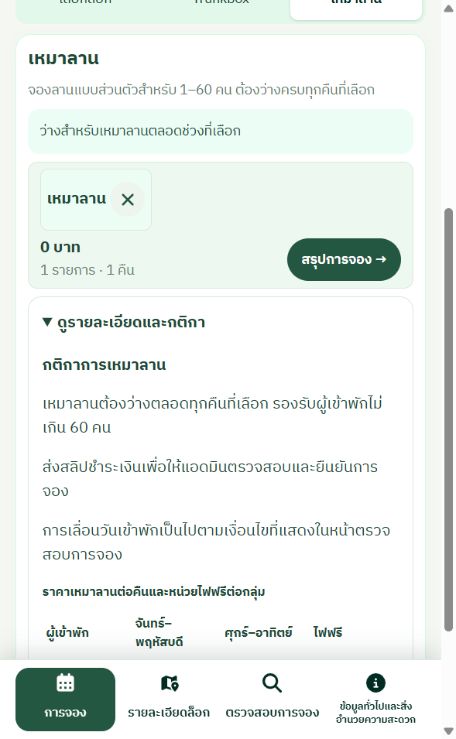 เหมาลาน
เหมาลาน
จองลานแบบส่วนตัวสำหรับ 1–60 คน ต้องว่างครบทุกคืนที่เลือก
ว่างสำหรับเหมาลานตลอดช่วงที่เลือก
เหมาลาน ✕
0 บาท
1 รายการ · 1 คืน
สรุปการจอง →
▼ ดูรายละเอียดและกติกา
กติกาการเหมาลาน
เหมาลานต้องว่างตลอดทุกคืนที่เลือก รองรับผู้เข้าพักไม่
เกิน 60 คน
ส่งสลิปชำระเงินเพื่อให้แอดมินตรวจสอบและยืนยันการ
จอง
การเลื่อนวันเข้าพักเป็นไปตามเงื่อนไขที่แสดงในหน้าตรวจ
สอบการจอง
ราคาเหมาลานต่อคืนและหน่วยไฟฟรีต่อกลุ่ม
ผู้เข้าพัก
จันทร์–
พฤหัสบดี
ศุกร์–อาทิตย์
ไฟฟรี
การจอง
รายละเอียดล็อก
ตรวจสอบการจอง
ข้อมูลทั่วไปและสิ่ง
อำนวยความสะดวก